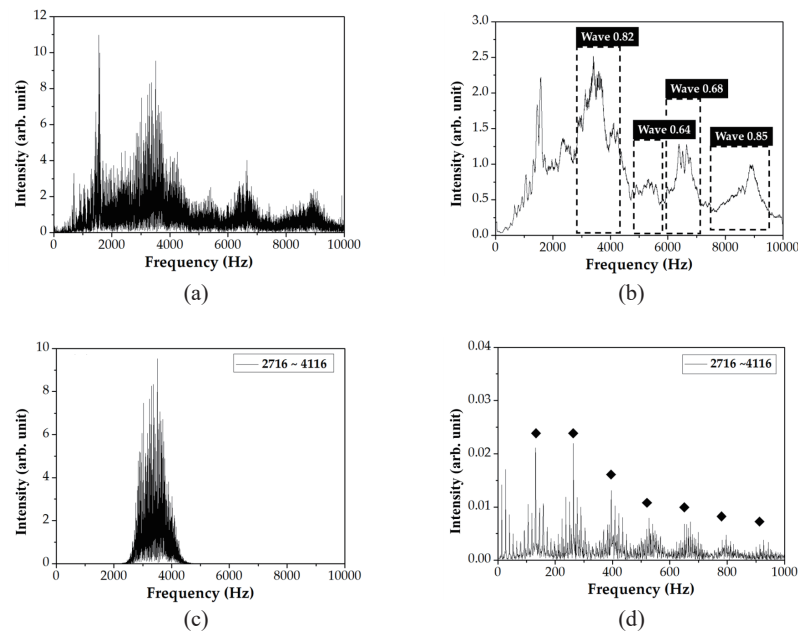 12
10
8
6
4
2
0
Intensity (arb. unit)
0 2000 4000 6000 8000 10000
Frequency (Hz)
(a)
3.0
2.5
2.0
1.5
1.0
0.5
0.0
Intensity (arb. unit)
Wave 0.82
Wave 0.64
Wave 0.68
Wave 0.85
0 2000 4000 6000 8000 10000
Frequency (Hz)
(b)
10
8
6
4
2
0
Intensity (arb. unit)
2716 ~ 4116
0 2000 4000 6000 8000 10000
Frequency (Hz)
(c)
0.04
0.03
0.02
0.01
0.00
Intensity (arb. unit)
2716 ~4116
0 200 400 600 800 1000
Frequency (Hz)
(d)